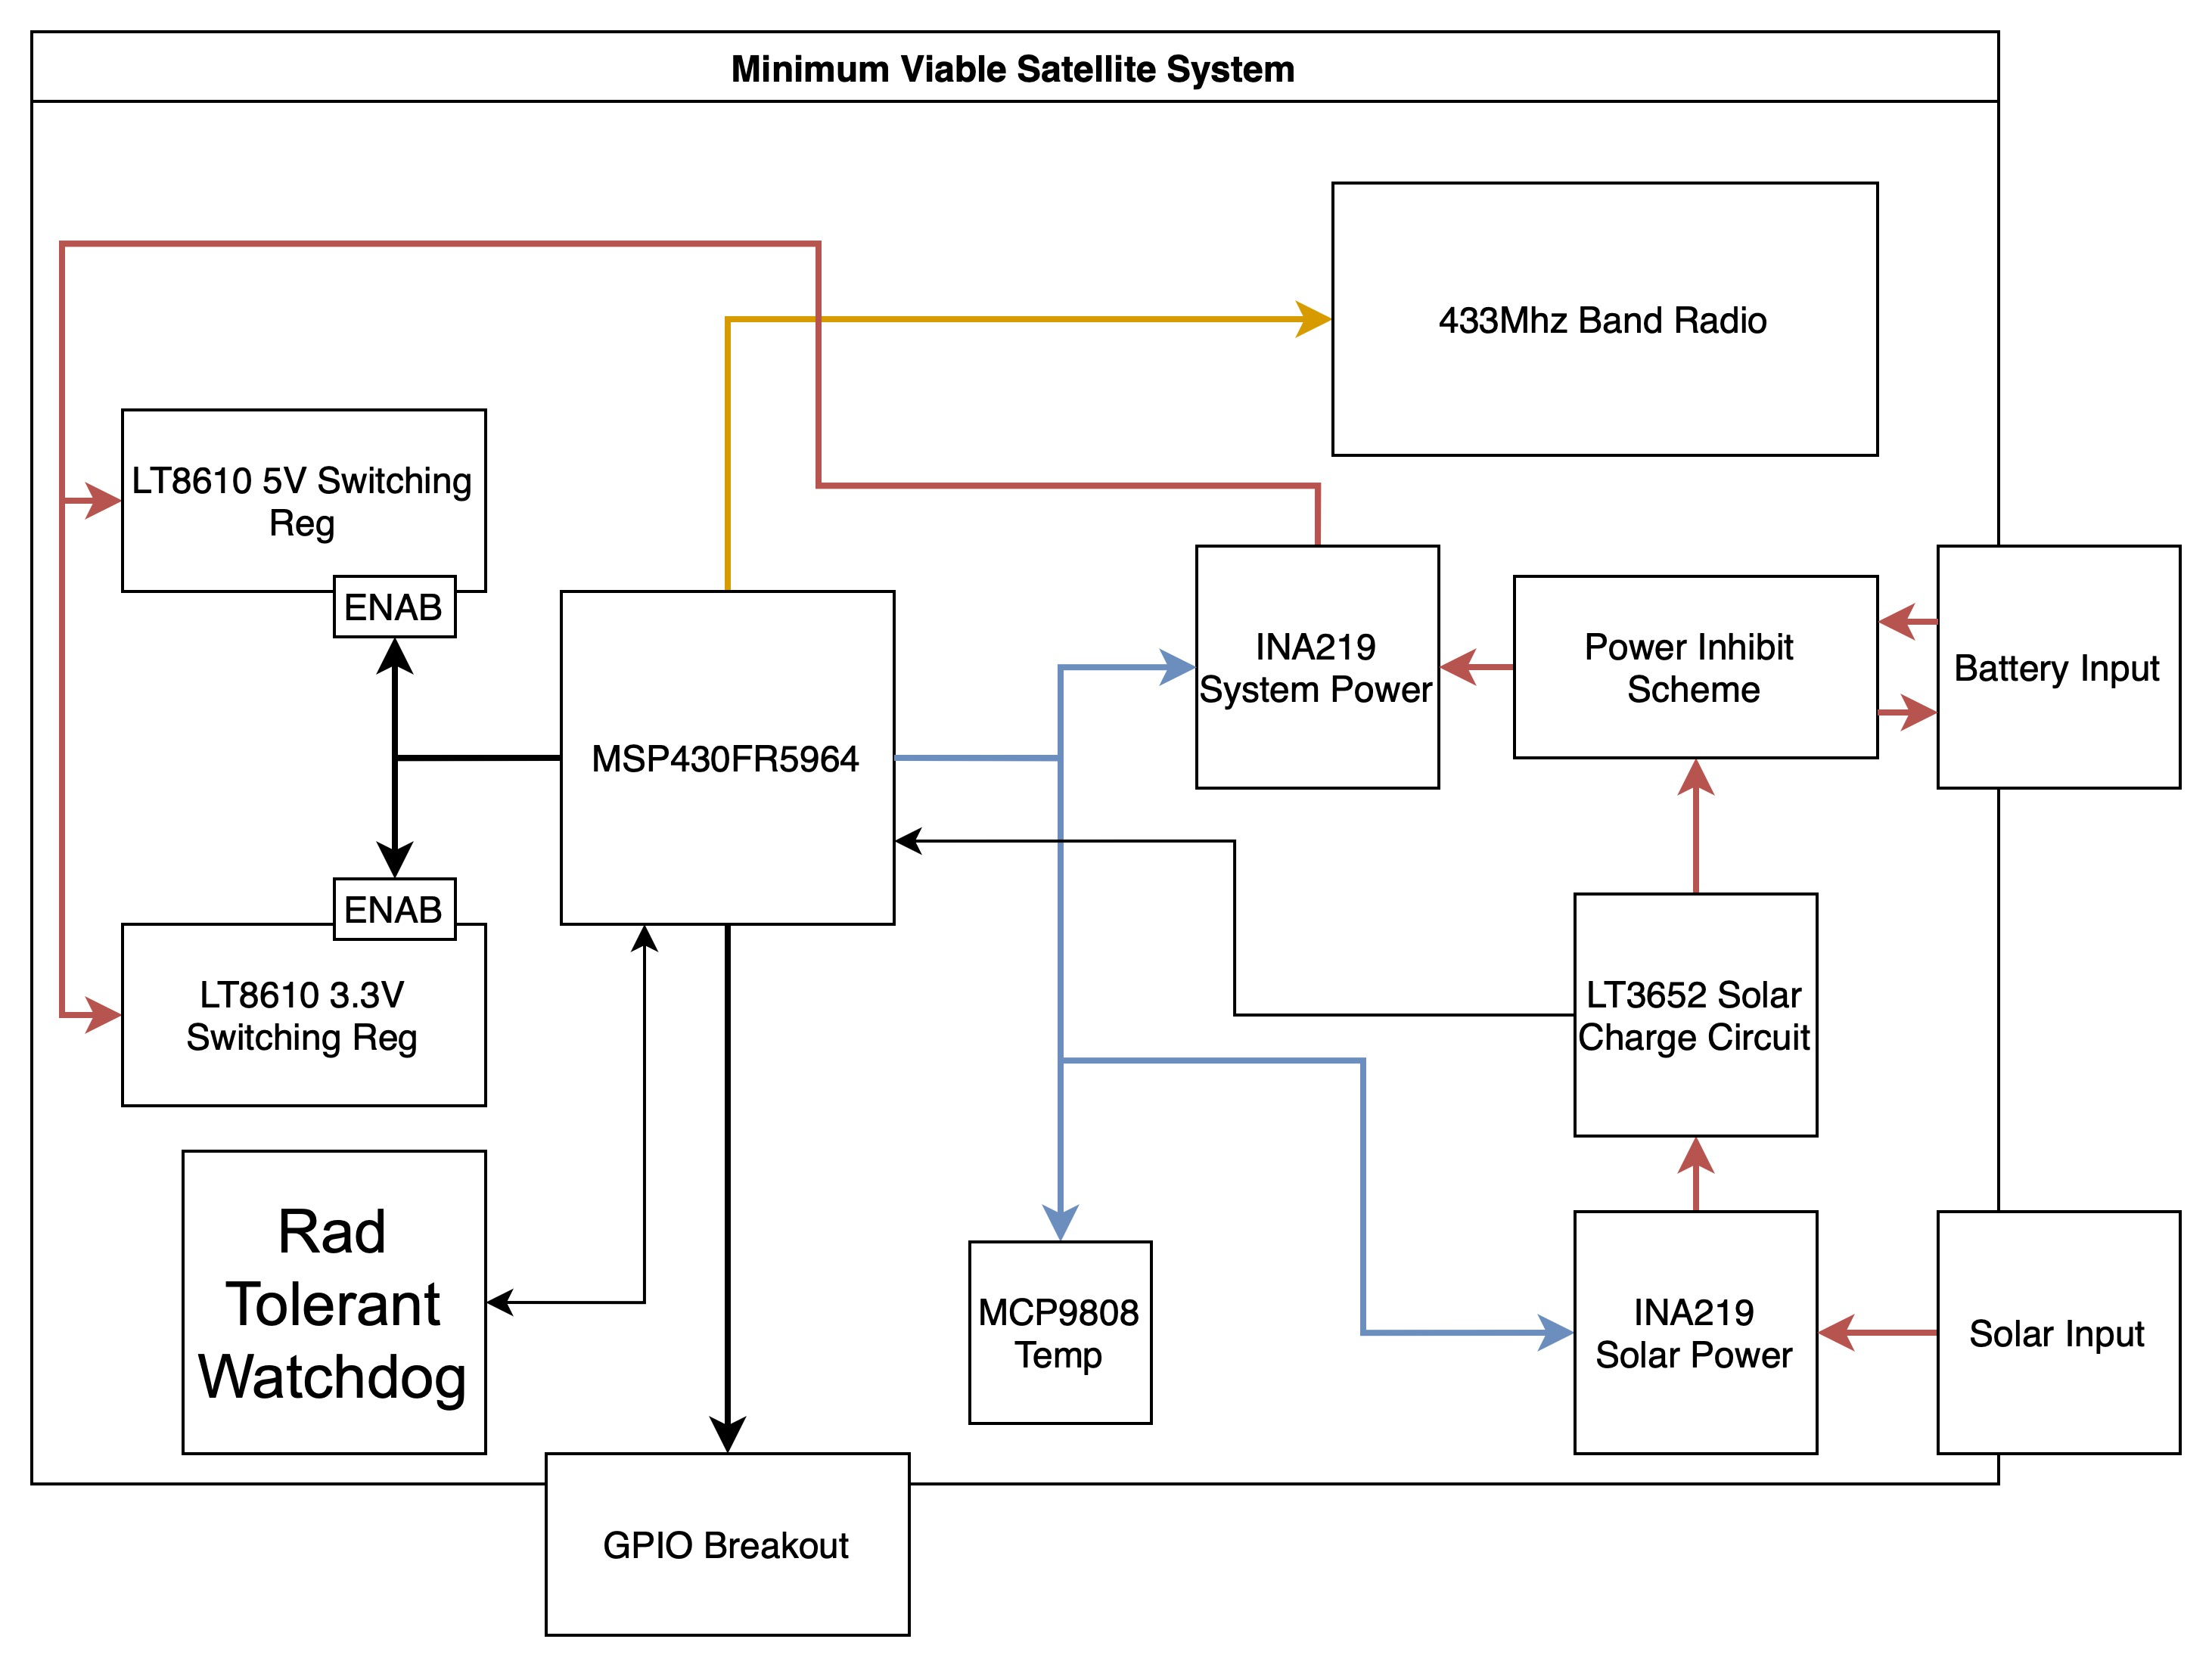 Minimum Viable Satellite System
433Mhz Band Radio
LT8610 5V Switching
Reg
ENAB
MSP430FR5964
INA219
System Power
Power Inhibit
Scheme
Battery Input
ENAB
LT8610 3.3V
Switching Reg
LT3652 Solar
Charge Circuit
Rad
Tolerant
Watchdog
MCP9808
Temp
INA219
Solar Power
Solar Input
GPIO Breakout